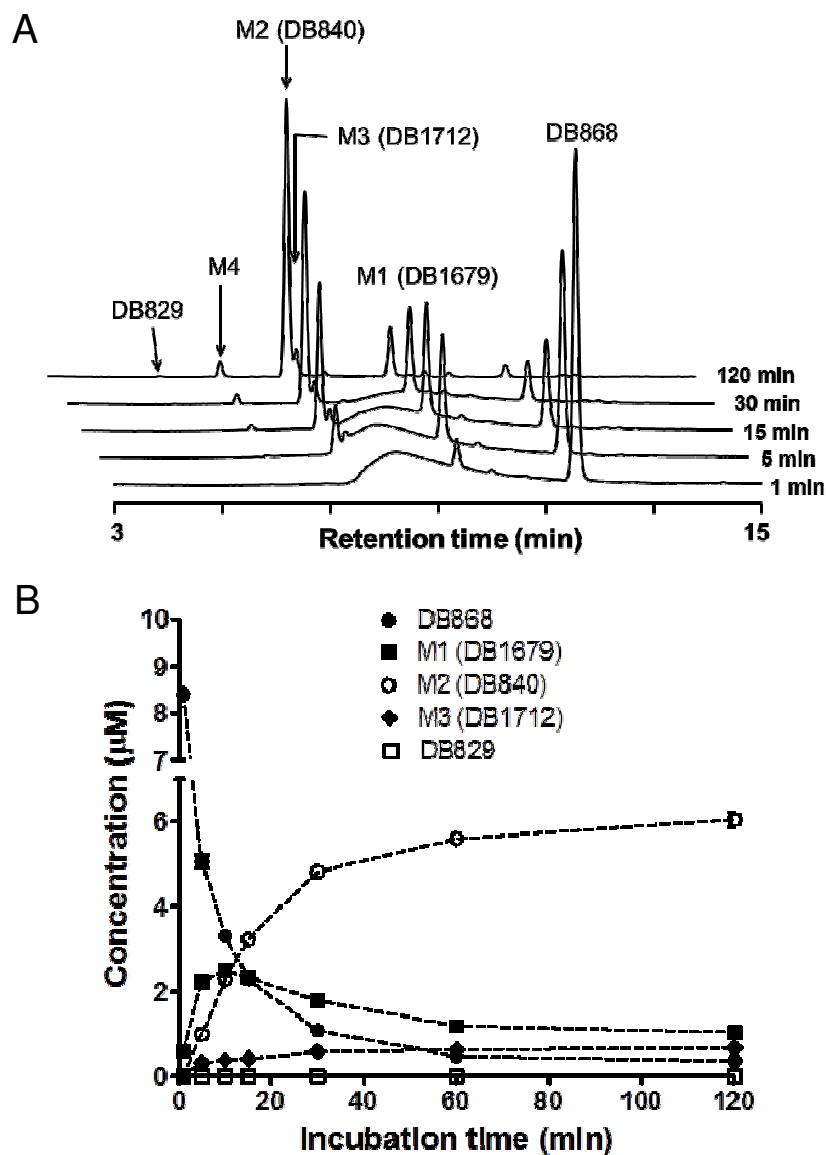 A
M2 (DB840)
M3 (DB1712)
DB868
M4
M1 (DB1679)
DB829
120 min
30 min
15 min
5 min
1 min
3
15
Retention time (min)
B
10
9
8
7
6
4
2
0
Concentration (µM)
DB868
M1 (DB1679)
M2 (DB840)
M3 (DB1712)
DB829
0 20 40 60 80 100 120
Incubation time (min)